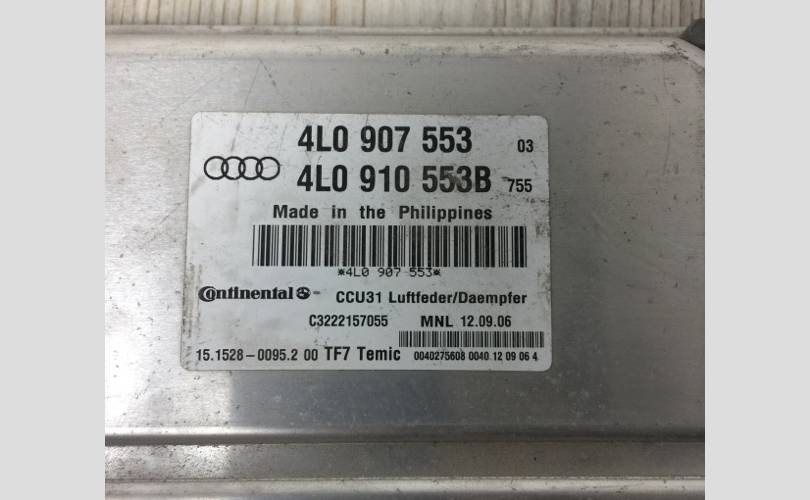 4L0 907 553 03
4L0 910 553B 755
Made in the Philippines
*4L0 907 553*
Continental CCU31 Luftfeder/Daempfer
C3222157055 MNL 12.09.06
15.1528-0095.2 00 TF7 Temic 0040275608 0040 12 09 06 4